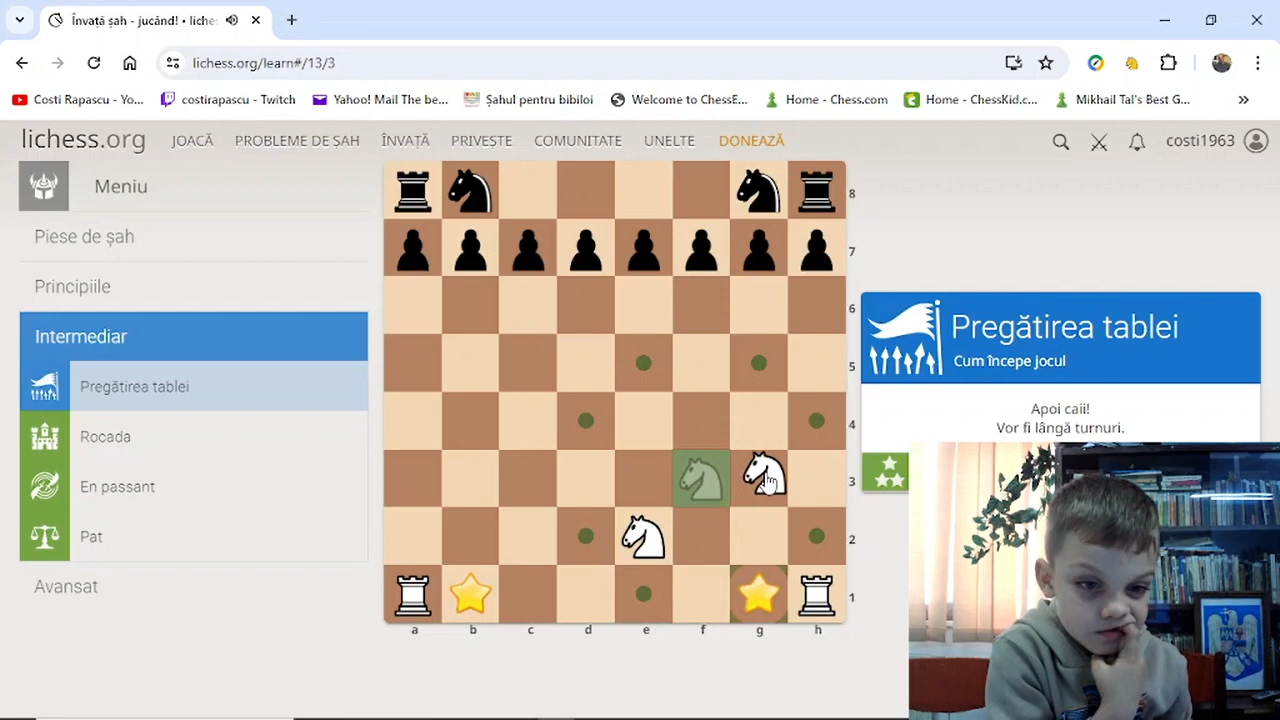 Învață șah - jucând! • liches
lichess.org/learn#/13/3
Costi Rapascu - Yo...
costirapascu - Twitch
Yahoo! Mail The be...
Șahul pentru bibiloi
Welcome to ChessE...
Home - Chess.com
Home - ChessKid.c...
Mikhail Tal's Best G...
lichess.org
JOACĂ
PROBLEME DE ȘAH
ÎNVAȚĂ
PRIVEȘTE
COMUNITATE
UNELTE
DONEAZĂ
costi1963
Meniu
Piese de șah
Principiile
Intermediar
Pregătirea tablei
Rocada
En passant
Pat
Avansat
8
7
6
5
4
3
2
1
a b c d e f g h
Pregătirea tablei
Cum începe jocul
Apoi caii!
Vor fi lângă turnuri.